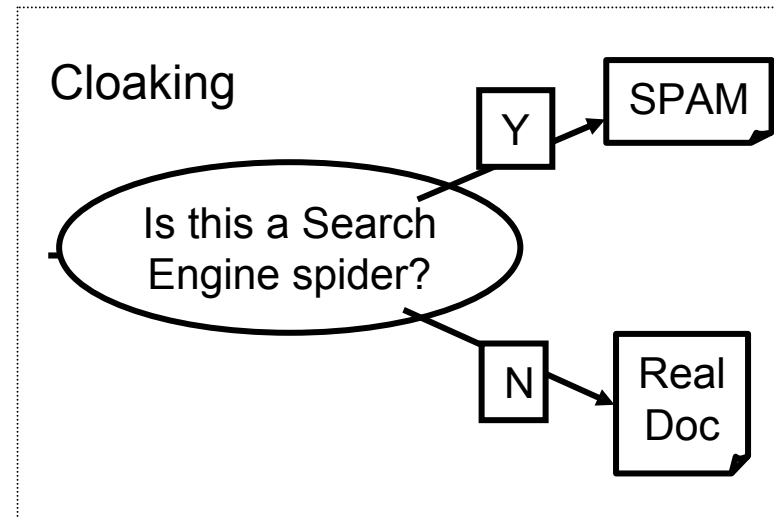 Cloaking
Y
SPAM
Is this a Search
Engine spider?
N
Real
Doc